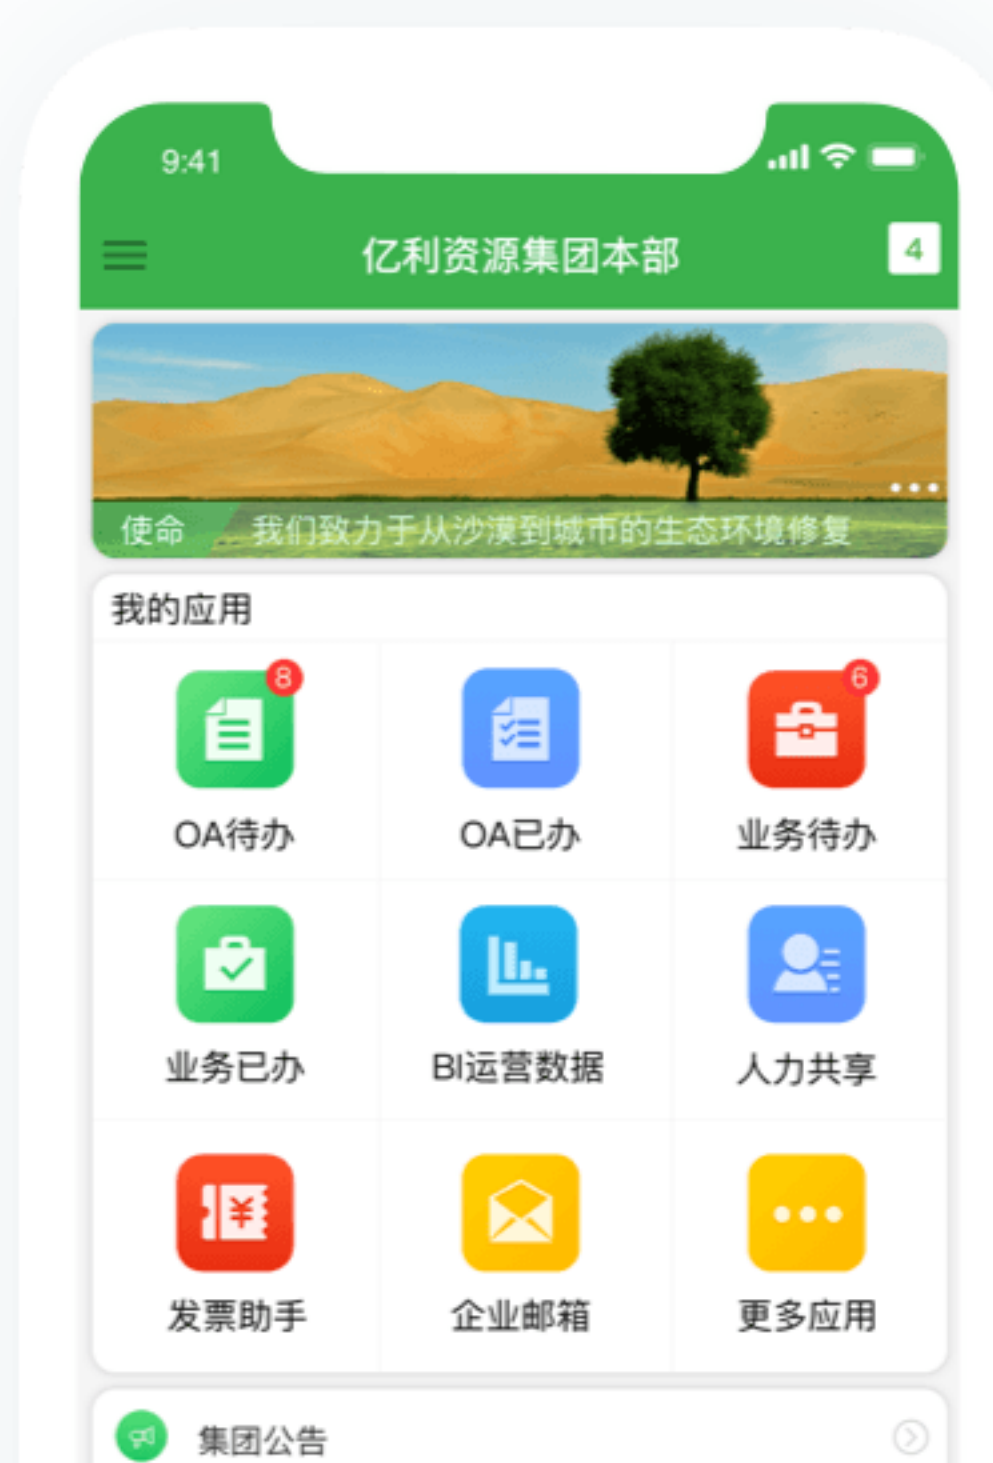 9:41
亿利资源集团本部
4
使命 我们致力于从沙漠到城市的生态环境修复
我的应用
8 6
OA待办 OA已办 业务待办
业务已办 BI运营数据 人力共享
¥
发票助手 企业邮箱 更多应用
集团公告